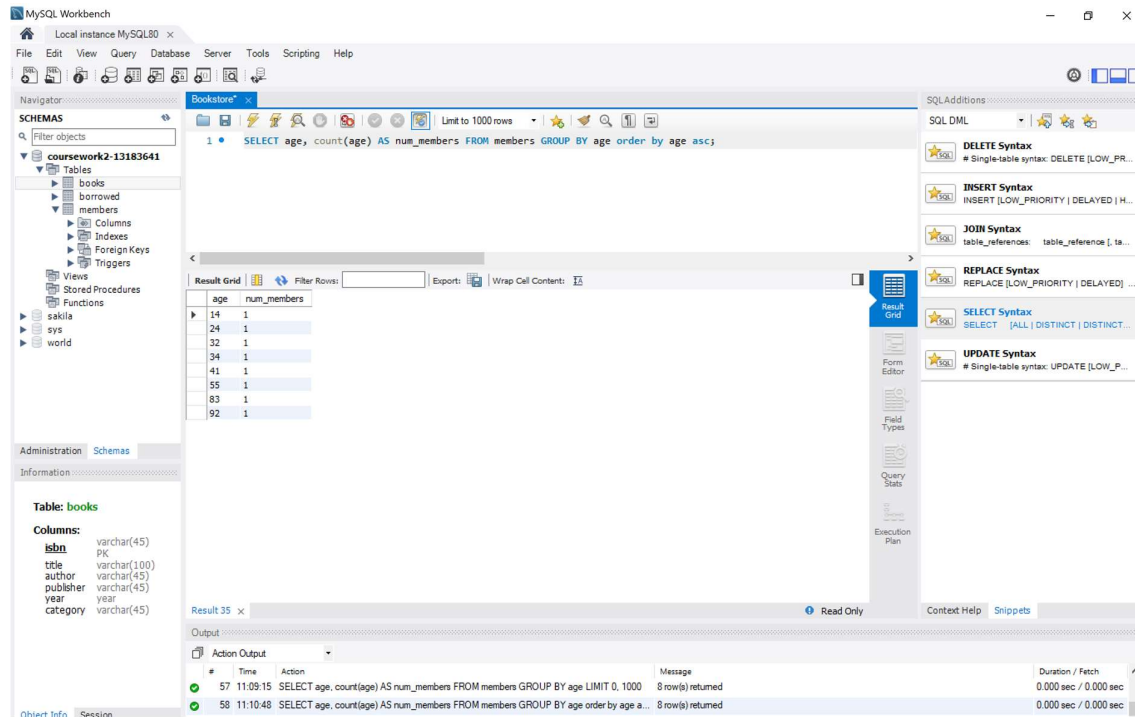 MySQL Workbench
Local instance MySQL80 ×
File Edit View Query Database Server Tools Scripting Help
Navigator
SCHEMAS
Filter objects
coursework2-13183641
Tables
books
borrowed
members
Columns
Indexes
Foreign Keys
Triggers
Views
Stored Procedures
Functions
sakila
sys
world
Administration Schemas
Information
Table: books
Columns:
isbn varchar(45) PK
title varchar(100)
author varchar(45)
publisher varchar(45)
year year
category varchar(45)
Object Info Session
Bookstore* ×
Limit to 1000 rows
1 SELECT age, count(age) AS num_members FROM members GROUP BY age order by age asc;
Result Grid Filter Rows: Export: Wrap Cell Content: IA
age num_members
14 1
24 1
32 1
34 1
41 1
55 1
83 1
92 1
Result Grid
Form Editor
Field Types
Query Stats
Execution Plan
Result 35 × Read Only
Output
Action Output
# Time Action Message Duration / Fetch
57 11:09:15 SELECT age, count(age) AS num_members FROM members GROUP BY age LIMIT 0, 1000 8 row(s) returned 0.000 sec / 0.000 sec
58 11:10:48 SELECT age, count(age) AS num_members FROM members GROUP BY age order by age a... 8 row(s) returned 0.000 sec / 0.000 sec
SQLAdditions
SQL DML
DELETE Syntax
# Single-table syntax: DELETE [LOW_PR...
INSERT Syntax
INSERT [LOW_PRIORITY | DELAYED | H...
JOIN Syntax
table_references: table_reference [, ta...
REPLACE Syntax
REPLACE [LOW_PRIORITY | DELAYED] ...
SELECT Syntax
SELECT [ALL | DISTINCT | DISTINCT...
UPDATE Syntax
# Single-table syntax: UPDATE [LOW_P...
Context Help Snippets